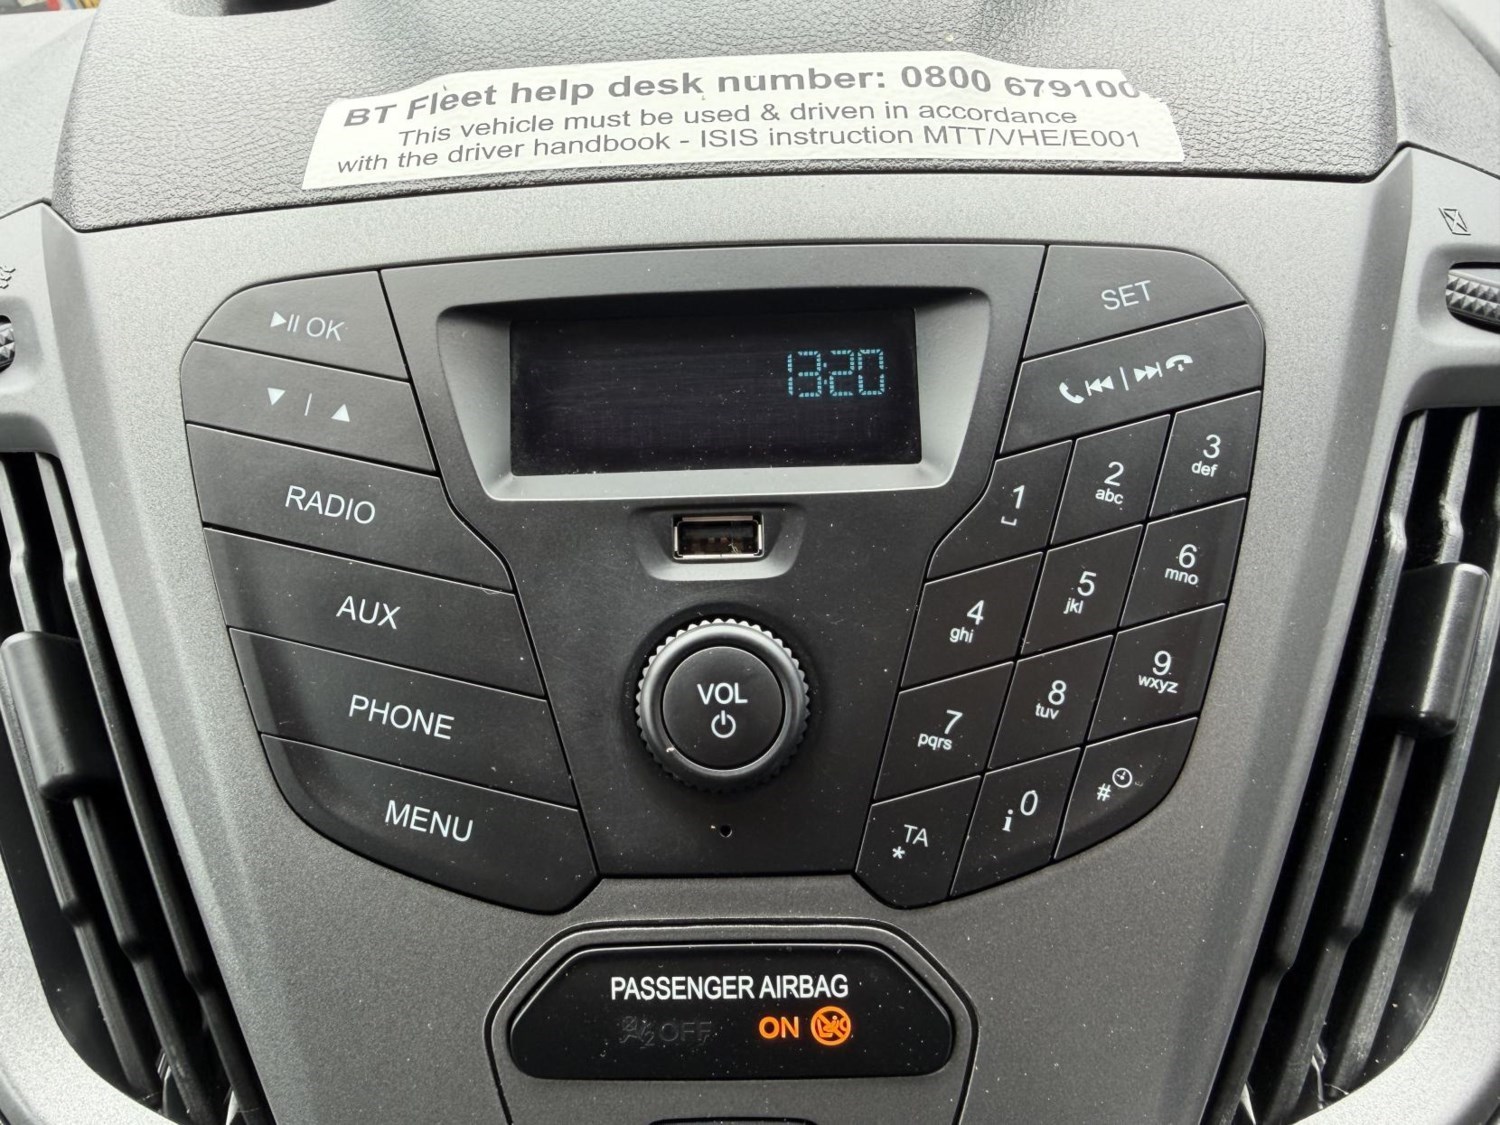 BT Fleet help desk number: 0800 679100
This vehicle must be used & driven in accordance
with the driver handbook - ISIS instruction MTT/VHE/E001
OK
SET
13:20
RADIO
AUX
PHONE
MENU
VOL
1
2 abc
3 def
4 ghi
5 jkl
6 mno
7 pqrs
8 tuv
9 wxyz
TA *
i 0
#
PASSENGER AIRBAG
2 OFF ON